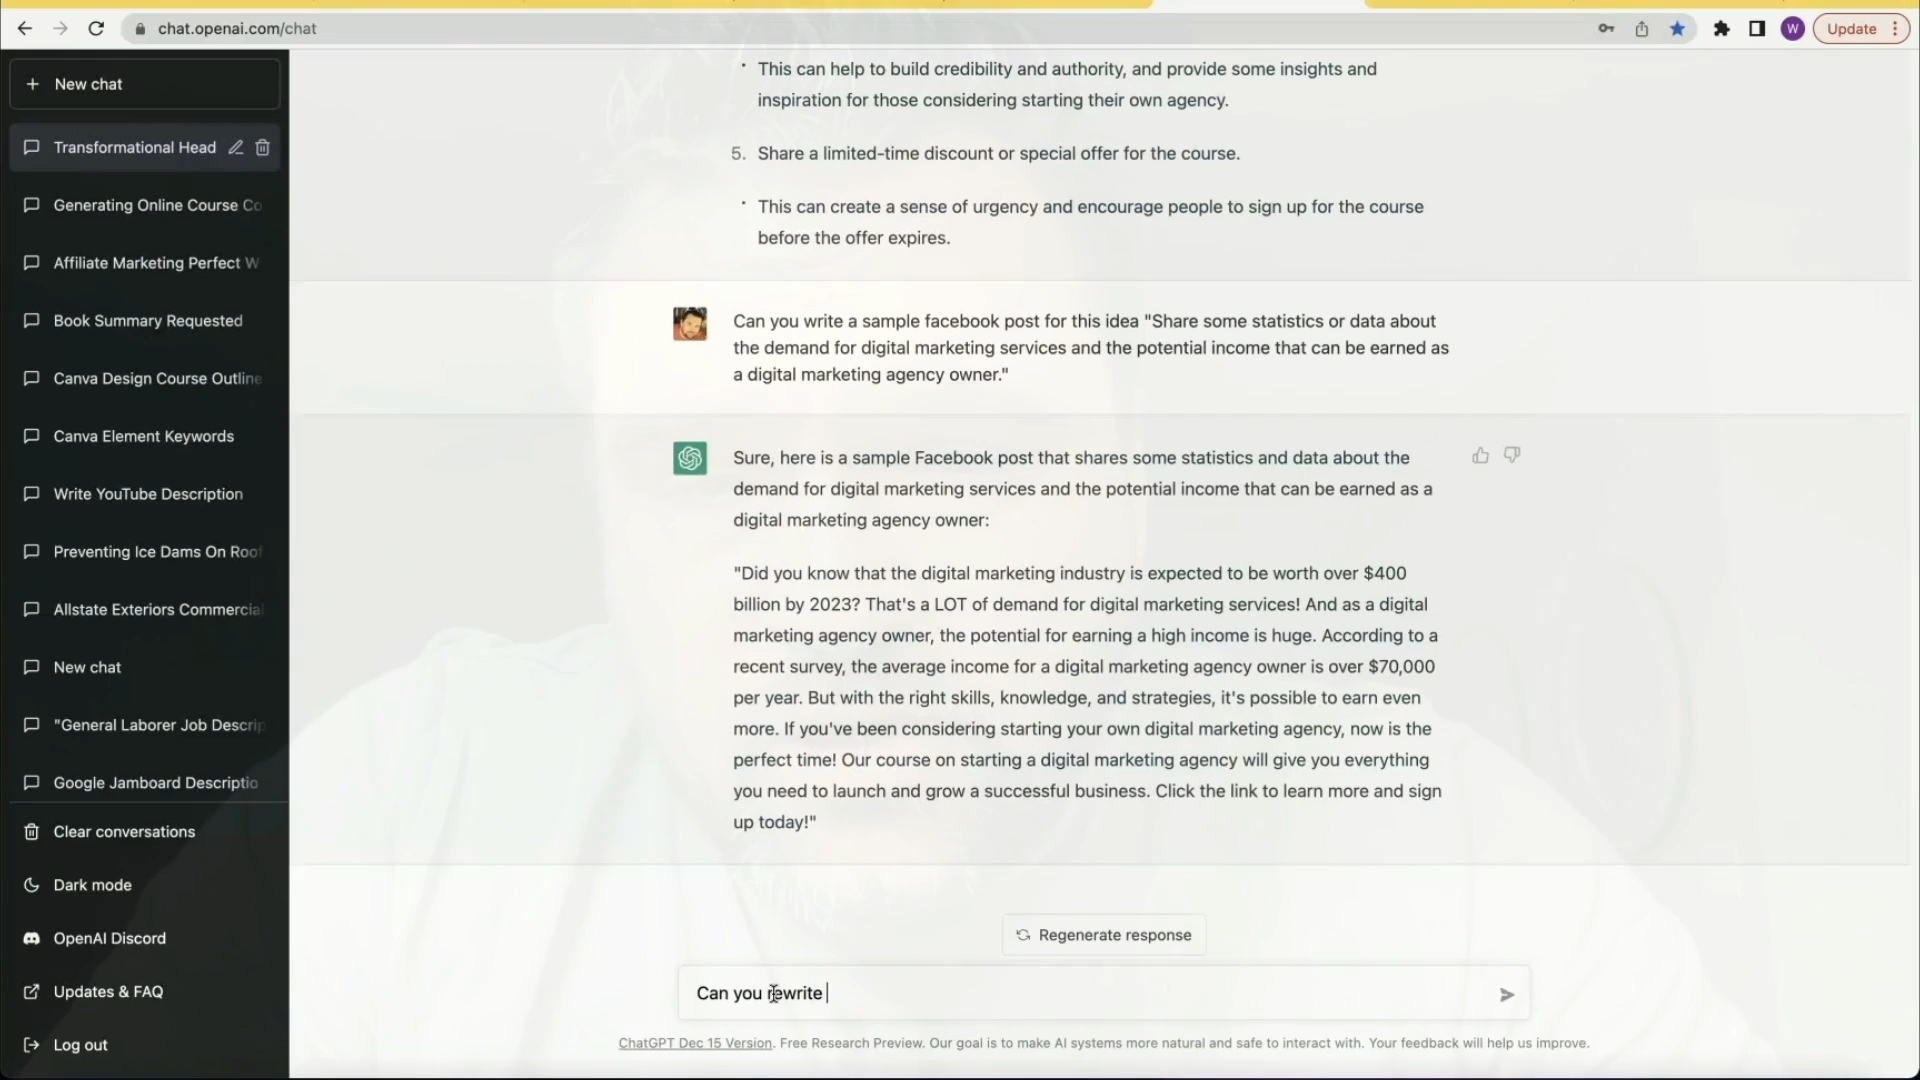 chat.openai.com/chat
W
Update
New chat
Transformational Head
Generating Online Course Co
Affiliate Marketing Perfect W
Book Summary Requested
Canva Design Course Outline
Canva Element Keywords
Write YouTube Description
Preventing Ice Dams On Roof
Allstate Exteriors Commercia
New chat
"General Laborer Job Descrip
Google Jamboard Descriptio
Clear conversations
Dark mode
OpenAI Discord
Updates & FAQ
Log out
This can help to build credibility and authority, and provide some insights and
inspiration for those considering starting their own agency.
5. Share a limited-time discount or special offer for the course.
This can create a sense of urgency and encourage people to sign up for the course
before the offer expires.
Can you write a sample facebook post for this idea "Share some statistics or data about
the demand for digital marketing services and the potential income that can be earned as
a digital marketing agency owner."
Sure, here is a sample Facebook post that shares some statistics and data about the
demand for digital marketing services and the potential income that can be earned as a
digital marketing agency owner:
"Did you know that the digital marketing industry is expected to be worth over $400
billion by 2023? That's a LOT of demand for digital marketing services! And as a digital
marketing agency owner, the potential for earning a high income is huge. According to a
recent survey, the average income for a digital marketing agency owner is over $70,000
per year. But with the right skills, knowledge, and strategies, it's possible to earn even
more. If you've been considering starting your own digital marketing agency, now is the
perfect time! Our course on starting a digital marketing agency will give you everything
you need to launch and grow a successful business. Click the link to learn more and sign
up today!"
Regenerate response
Can you rewrite
ChatGPT Dec 15 Version. Free Research Preview. Our goal is to make AI systems more natural and safe to interact with. Your feedback will help us improve.